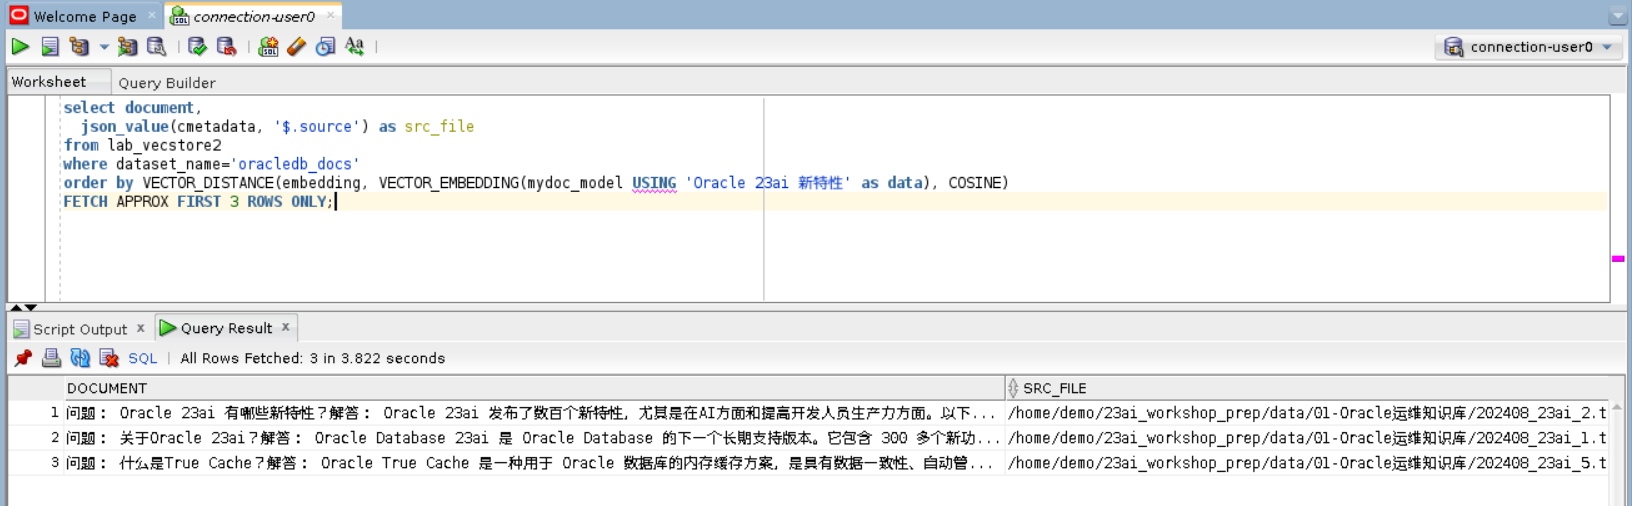 Welcome Page
connection-user0
connection-user0
Worksheet
Query Builder
select document,
json_value(cmetadata, '$.source') as src_file
from lab_vecstore2
where dataset_name='oracledb_docs'
order by VECTOR_DISTANCE(embedding, VECTOR_EMBEDDING(mydoc_model USING 'Oracle 23ai 新特性' as data), COSINE)
FETCH APPROX FIRST 3 ROWS ONLY;
Script Output x
Query Result x
SQL | All Rows Fetched: 3 in 3.822 seconds
DOCUMENT SRC_FILE
1 问题： Oracle 23ai 有哪些新特性？解答： Oracle 23ai 发布了数百个新特性，尤其是在AI方面和提高开发人员生产力方面。以下... /home/demo/23ai_workshop_prep/data/01-Oracle运维知识库/202408_23ai_2.t
2 问题： 关于Oracle 23ai？解答： Oracle Database 23ai 是 Oracle Database 的下一个长期支持版本。它包含 300 多个新功... /home/demo/23ai_workshop_prep/data/01-Oracle运维知识库/202408_23ai_1.t
3 问题： 什么是True Cache？解答： Oracle True Cache 是一种用于 Oracle 数据库的内存缓存方案，是具有数据一致性、自动管... /home/demo/23ai_workshop_prep/data/01-Oracle运维知识库/202408_23ai_5.t